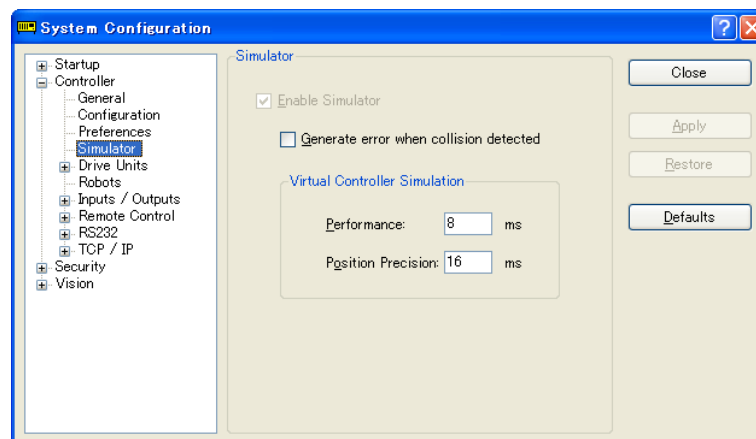 System Configuration
Startup
Controller
General
Configuration
Preferences
Simulator
Drive Units
Robots
Inputs / Outputs
Remote Control
RS232
TCP / IP
Security
Vision
Simulator
Enable Simulator
Generate error when collision detected
Virtual Controller Simulation
Performance: 8 ms
Position Precision: 16 ms
Close
Apply
Restore
Defaults